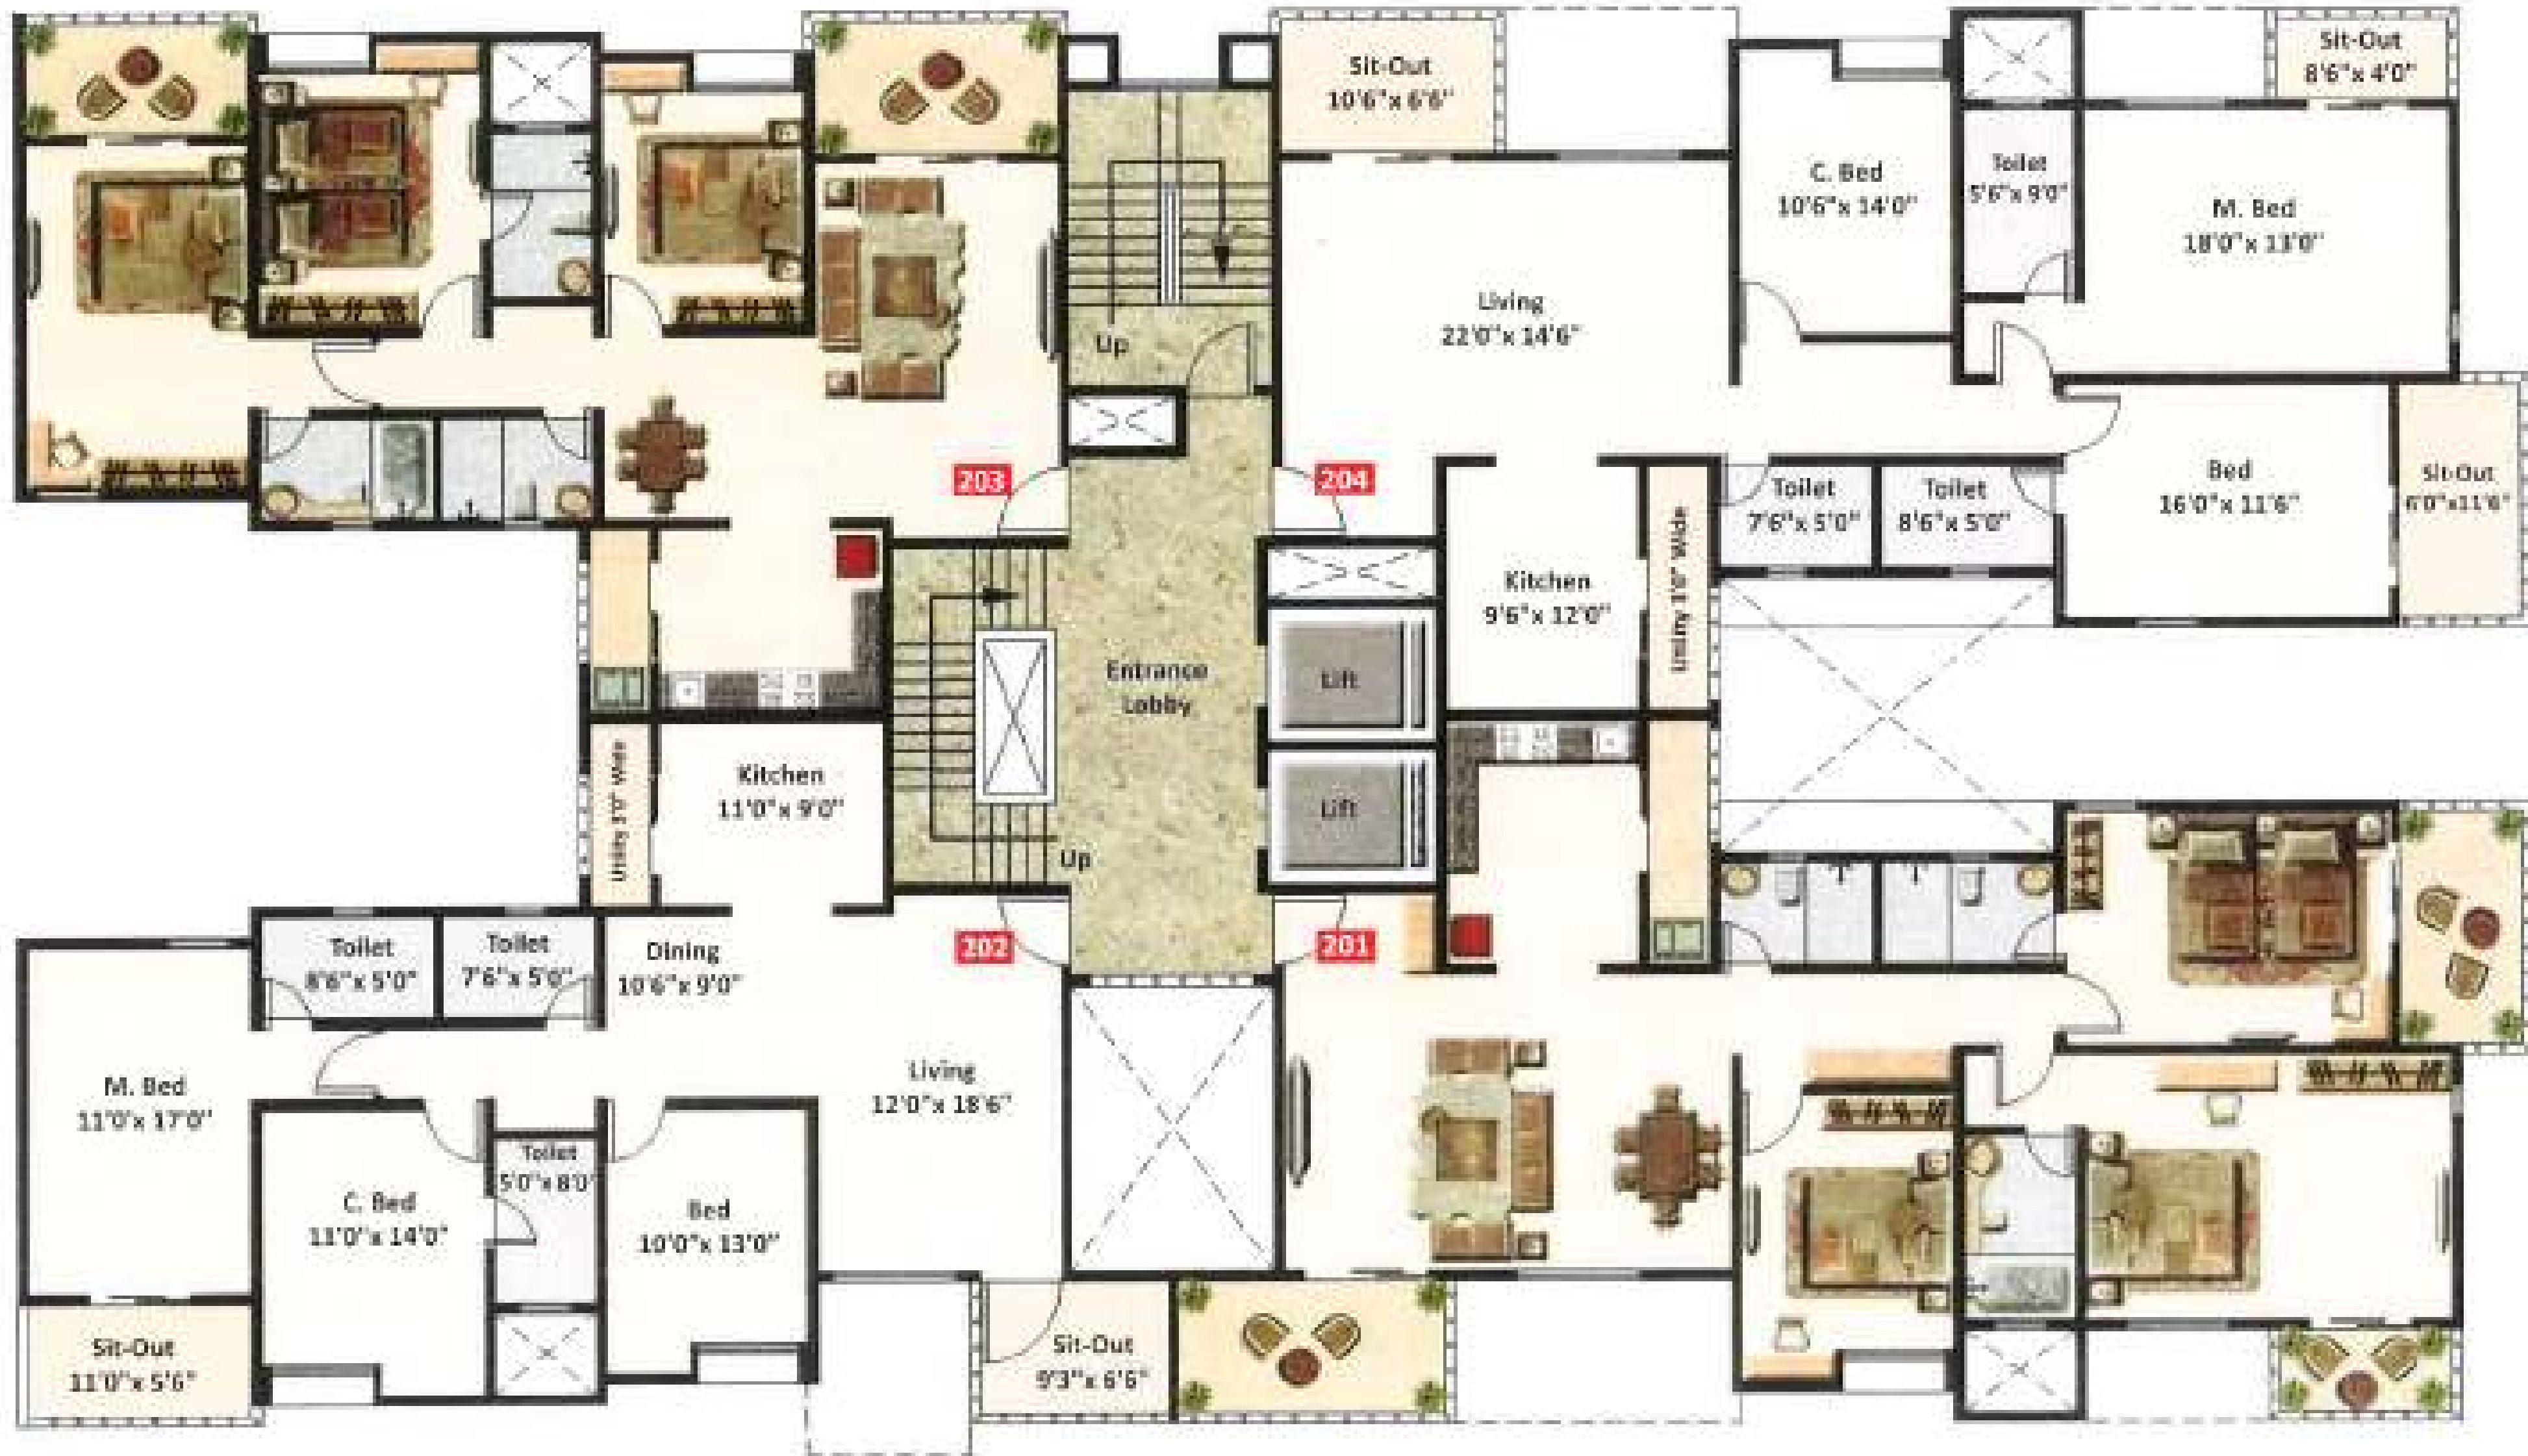 Sit-Out
10'6"x 6'6"
Sit-Out
8'6"x 4'0"
C. Bed
10'6"x 14'0"
Toilet
5'6"x 9'0"
M. Bed
18'0"x 13'0"
Living
22'0"x 14'6"
Up
203
204
Toilet
7'6"x 5'0"
Toilet
8'6"x 5'0"
Bed
16'0"x 11'6"
Sit-Out
6'0"x11'6"
Kitchen
9'6"x 12'0"
Utility 3'0" Wide
Entrance
Lobby
Lift
Lift
Kitchen
11'0"x 9'0"
Utility 3'0" Wide
Up
202
201
Toilet
8'6"x 5'0"
Toilet
7'6"x 5'0"
Dining
10'6"x 9'0"
M. Bed
11'0"x 17'0"
Living
12'0"x 18'6"
C. Bed
11'0"x 14'0"
Toilet
5'0"x 8'0"
Bed
10'0"x 13'0"
Sit-Out
11'0"x 5'6"
Sit-Out
9'3"x 6'6"